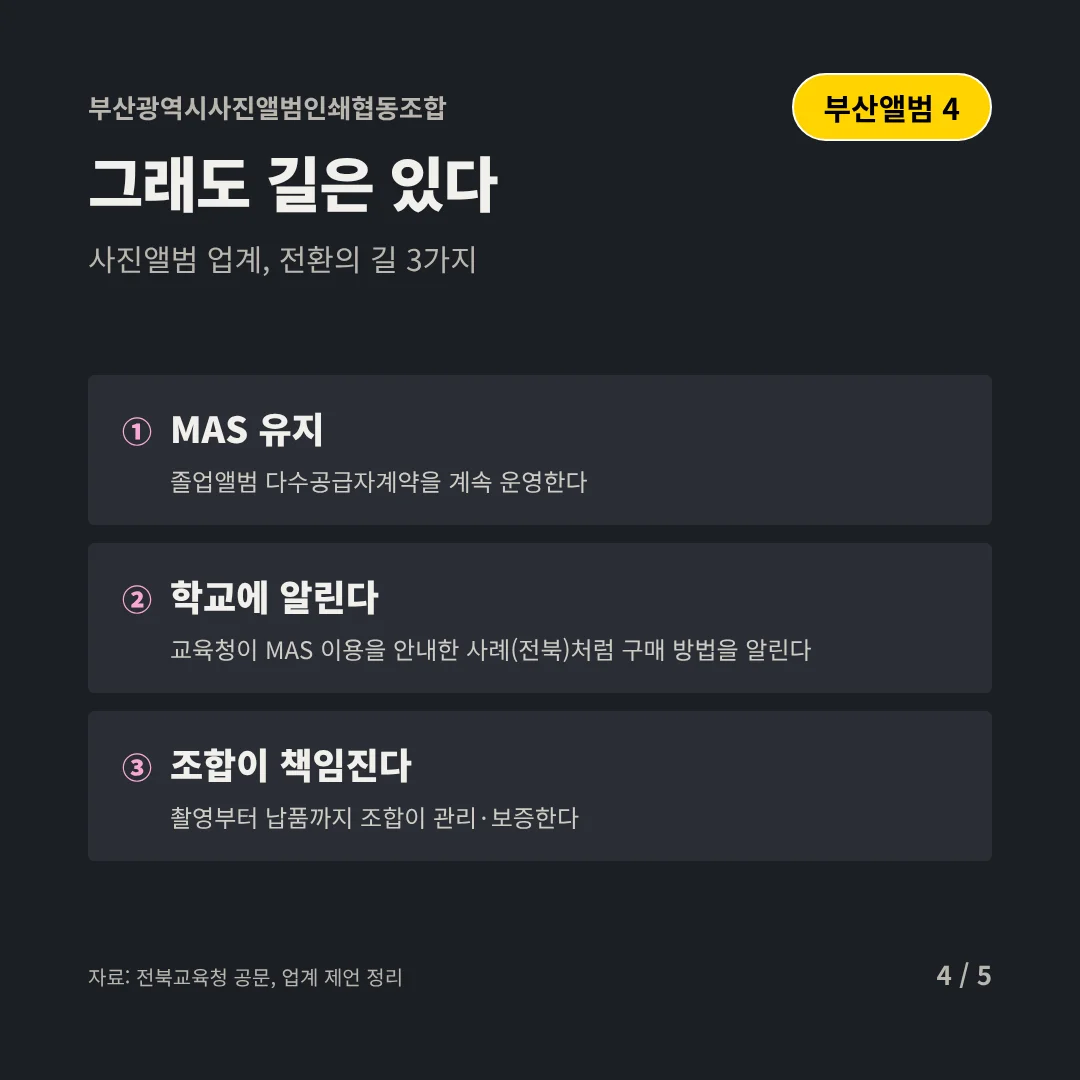 부산광역시사진앨범인쇄협동조합
부산앨범 4
그래도 길은 있다
사진앨범 업계, 전환의 길 3가지
① MAS 유지
졸업앨범 다수공급자계약을 계속 운영한다
② 학교에 알린다
교육청이 MAS 이용을 안내한 사례(전북)처럼 구매 방법을 알린다
③ 조합이 책임진다
촬영부터 납품까지 조합이 관리·보증한다
자료: 전북교육청 공문, 업계 제언 정리
4 / 5